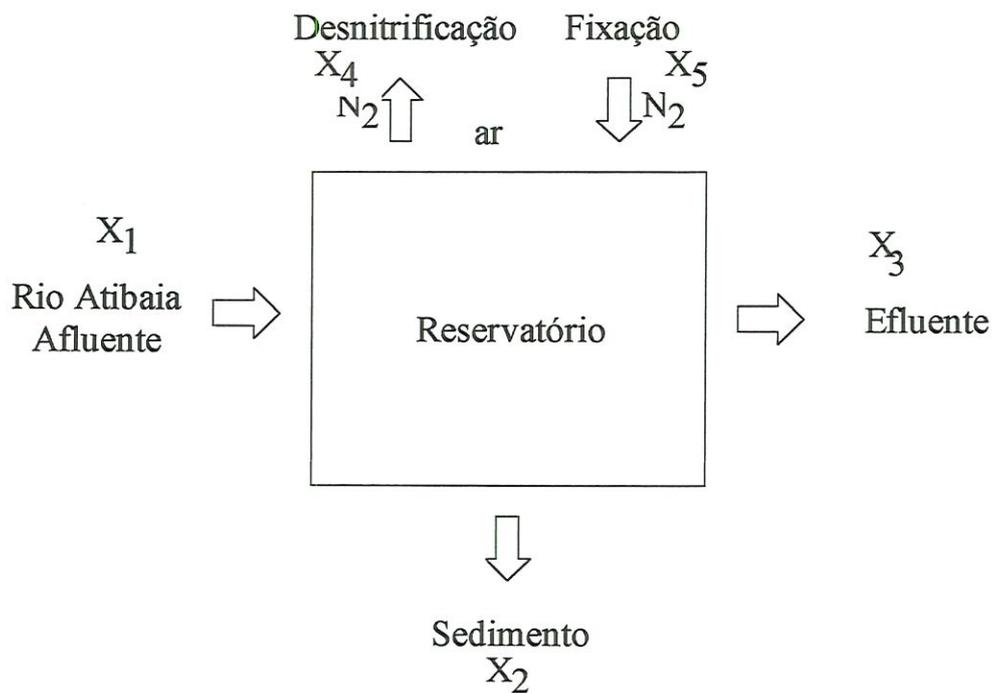 Desnitrificação
X4
N2
Fixação
X5
N2
ar
X1
Rio Atibaia
Afluente
Reservatório
X3
Efluente
Sedimento
X2